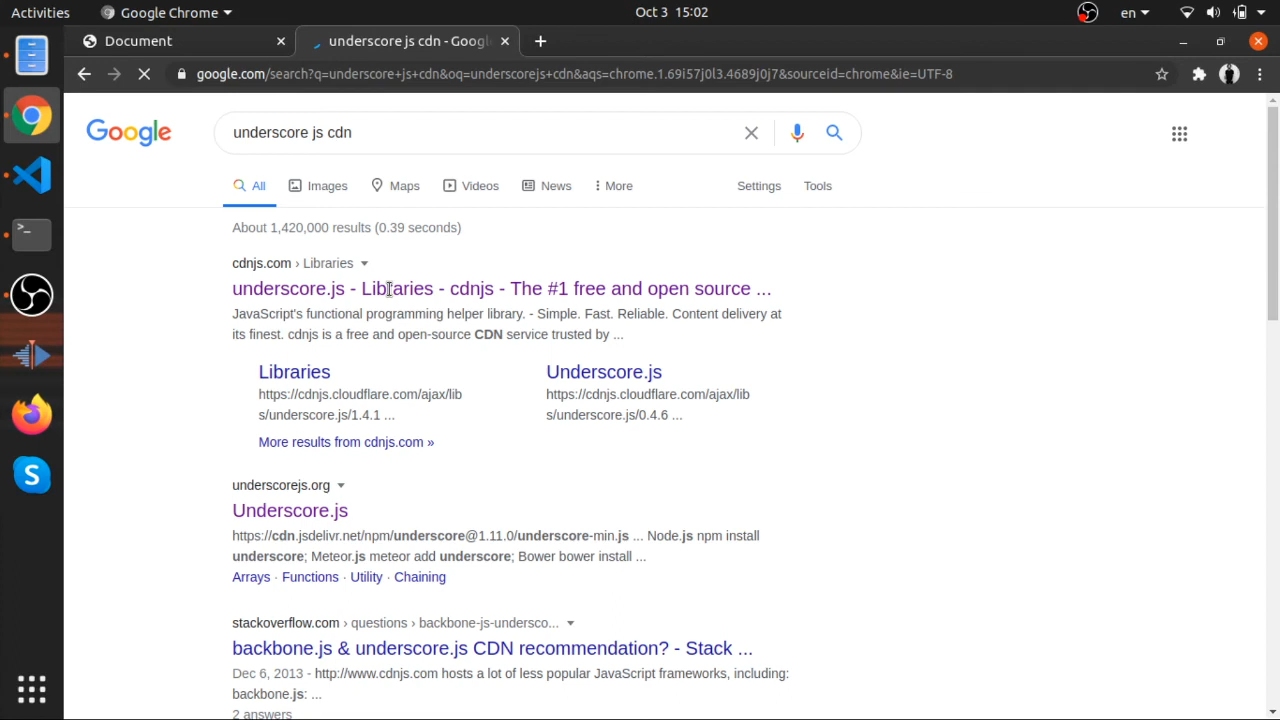 Activities
Google Chrome
Oct 3 15:02
en
Document
underscore js cdn - Google
google.com/search?q=underscore+js+cdn&oq=underscorejs+cdn&aqs=chrome.1.69i57j0l3.4689j0j7&sourceid=chrome&ie=UTF-8
Google
underscore js cdn
All
Images
Maps
Videos
News
More
Settings
Tools
About 1,420,000 results (0.39 seconds)
cdnjs.com › Libraries
underscore.js - Libraries - cdnjs - The #1 free and open source ...
JavaScript's functional programming helper library. - Simple. Fast. Reliable. Content delivery at
its finest. cdnjs is a free and open-source CDN service trusted by ...
Libraries
https://cdnjs.cloudflare.com/ajax/lib
s/underscore.js/1.4.1 ...
Underscore.js
https://cdnjs.cloudflare.com/ajax/lib
s/underscore.js/0.4.6 ...
More results from cdnjs.com »
underscorejs.org
Underscore.js
https://cdn.jsdelivr.net/npm/underscore@1.11.0/underscore-min.js ... Node.js npm install
underscore; Meteor.js meteor add underscore; Bower bower install ...
Arrays · Functions · Utility · Chaining
stackoverflow.com › questions › backbone-js-undersco...
backbone.js & underscore.js CDN recommendation? - Stack ...
Dec 6, 2013 - http://www.cdnjs.com hosts a lot of less popular JavaScript frameworks, including:
backbone.js: ...
2 answers